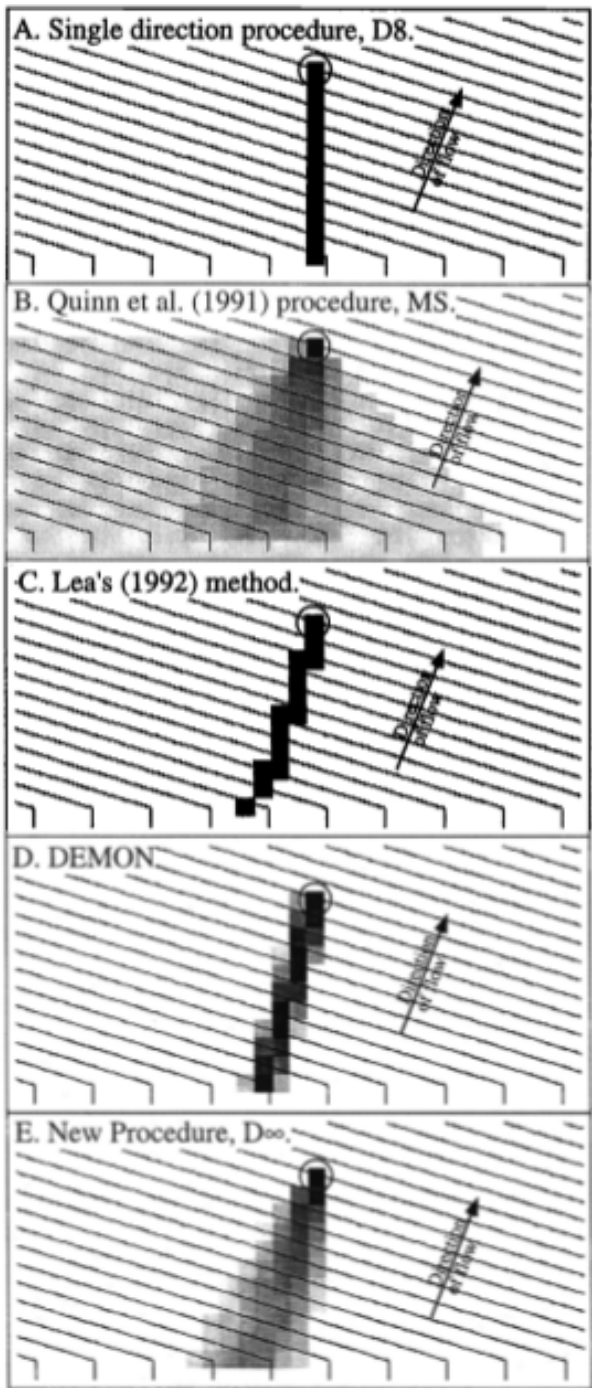 A. Single direction procedure, D8.
Direction
of flow
B. Quinn et al. (1991) procedure, MS.
Direction
of flow
C. Lea's (1992) method.
Direction
of flow
D. DEMON.
Direction
of flow
E. New Procedure, D∞.
Direction
of flow